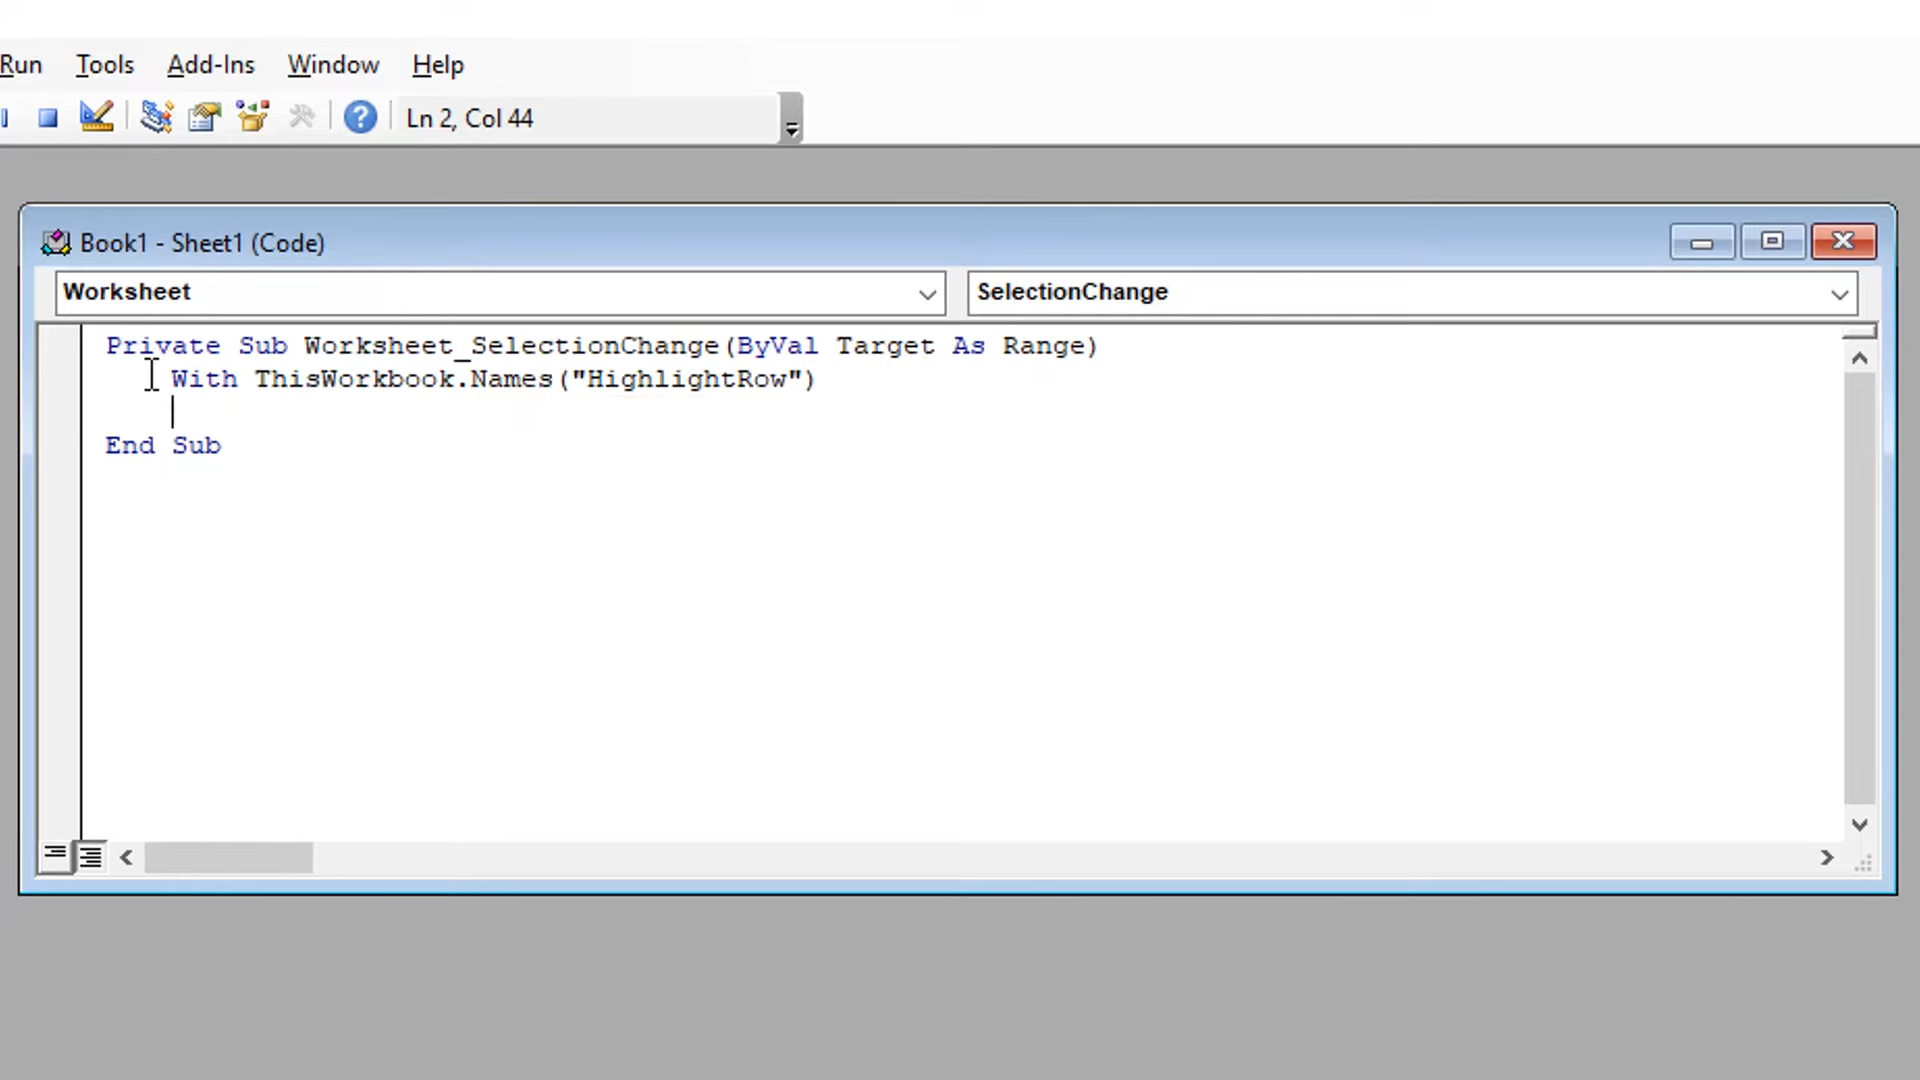 Run Tools Add-Ins Window Help
Ln 2, Col 44
Book1 - Sheet1 (Code)
Worksheet SelectionChange
Private Sub Worksheet_SelectionChange(ByVal Target As Range)
With ThisWorkbook.Names("HighlightRow")
End Sub